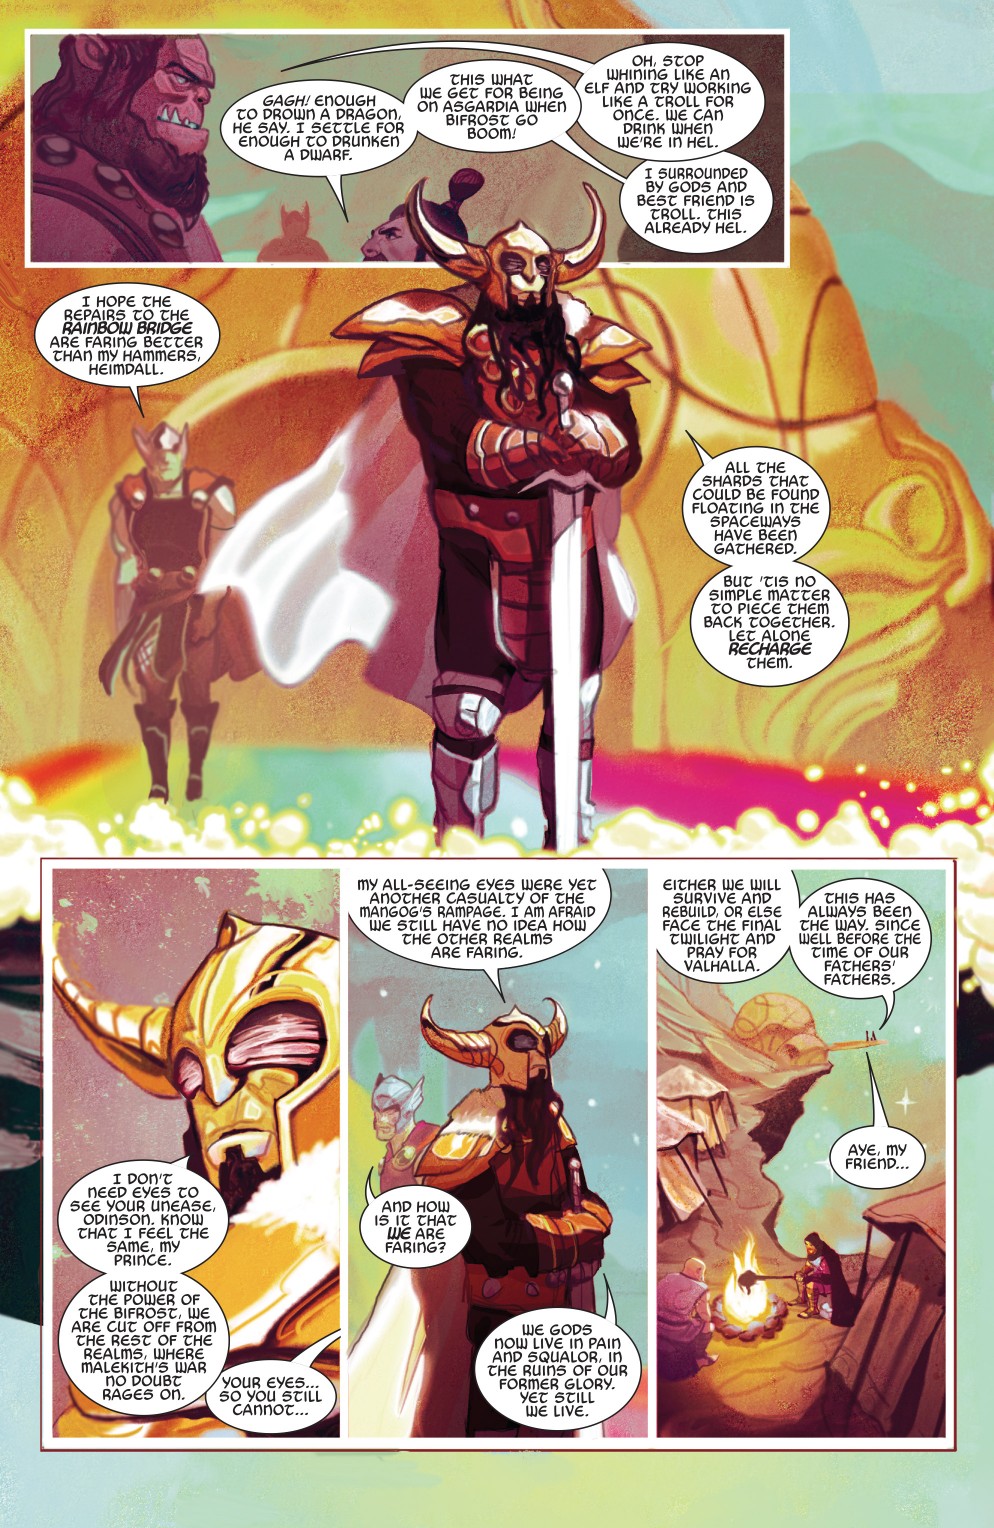 GAGH! ENOUGH
TO DROWN A DRAGON,
HE SAY. I SETTLE FOR
ENOUGH TO DRUNKEN
A DWARF.
THIS WHAT
WE GET FOR BEING
ON ASGARDIA WHEN
BIFROST GO
BOOM!
OH, STOP
WHINING LIKE AN
ELF AND TRY WORKING
LIKE A TROLL FOR
ONCE. WE CAN
DRINK WHEN
WE'RE IN HEL.
I SURROUNDED
BY GODS AND
BEST FRIEND IS
TROLL. THIS
ALREADY HEL.
I HOPE THE
REPAIRS TO THE
RAINBOW BRIDGE
ARE FARING BETTER
THAN MY HAMMERS,
HEIMDALL.
ALL THE
SHARDS THAT
COULD BE FOUND
FLOATING IN THE
SPACEWAYS
HAVE BEEN
GATHERED.
BUT 'TIS NO
SIMPLE MATTER
TO PIECE THEM
BACK TOGETHER.
LET ALONE
RECHARGE
THEM.
I DON'T
NEED EYES TO
SEE YOUR UNEASE,
ODINSON. KNOW
THAT I FEEL THE
SAME, MY
PRINCE.
WITHOUT
THE POWER OF
THE BIFROST, WE
ARE CUT OFF FROM
THE REST OF THE
REALMS, WHERE
MALEKITH'S WAR
NO DOUBT
RAGES ON.
YOUR EYES...
SO YOU STILL
CANNOT...
MY ALL-SEEING EYES WERE YET
ANOTHER CASUALTY OF THE
MANGOG'S RAMPAGE. I AM AFRAID
WE STILL HAVE NO IDEA HOW
THE OTHER REALMS
ARE FARING.
AND HOW
IS IT THAT
WE ARE
FARING?
WE GODS
NOW LIVE IN PAIN
AND SQUALOR, IN
THE RUINS OF OUR
FORMER GLORY.
YET STILL
WE LIVE.
EITHER WE WILL
SURVIVE AND
REBUILD, OR ELSE
FACE THE FINAL
TWILIGHT AND
PRAY FOR
VALHALLA.
THIS HAS
ALWAYS BEEN
THE WAY. SINCE
WELL BEFORE THE
TIME OF OUR
FATHERS'
FATHERS.
AYE, MY
FRIEND...